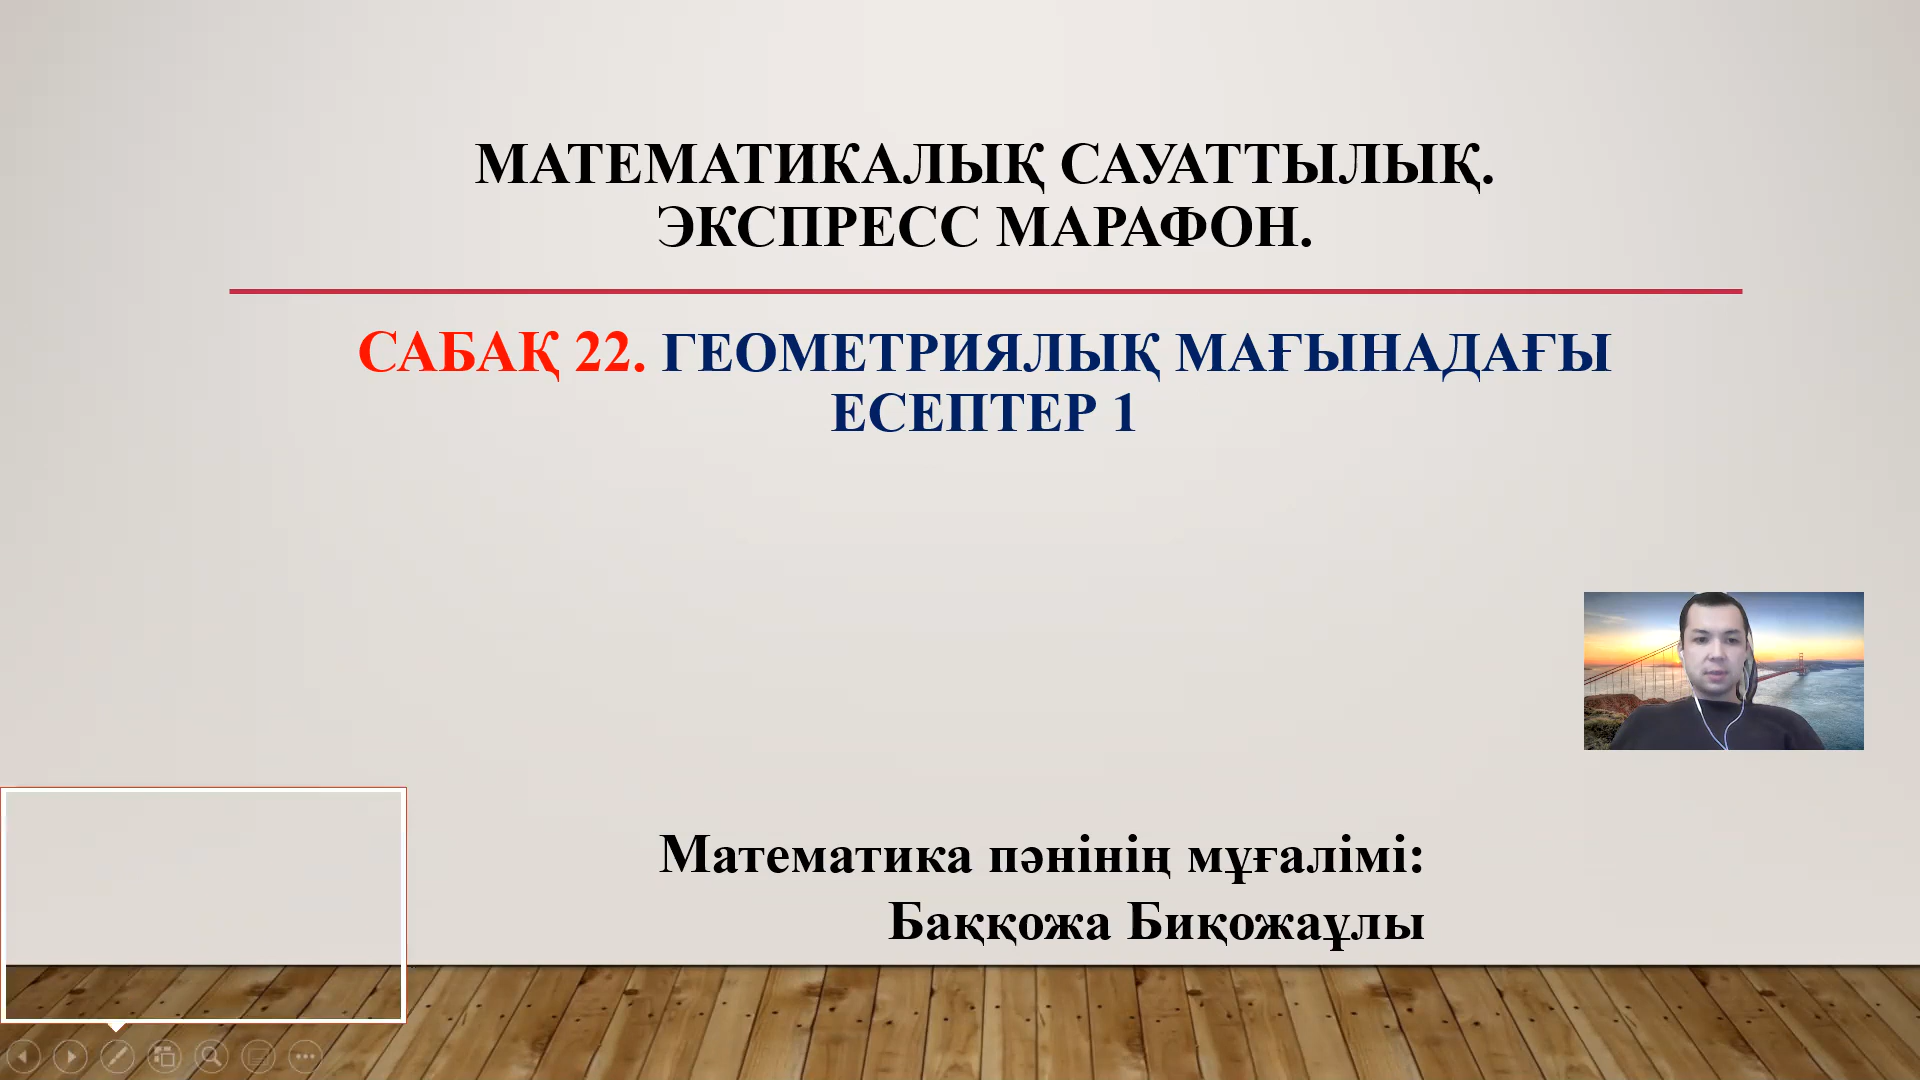 МАТЕМАТИКАЛЫҚ САУАТТЫЛЫҚ.
ЭКСПРЕСС МАРАФОН.
САБАҚ 22. ГЕОМЕТРИЯЛЫҚ МАҒЫНАДАҒЫ
ЕСЕПТЕР 1
Математика пәнінің мұғалімі:
Баққожа Биқожаұлы